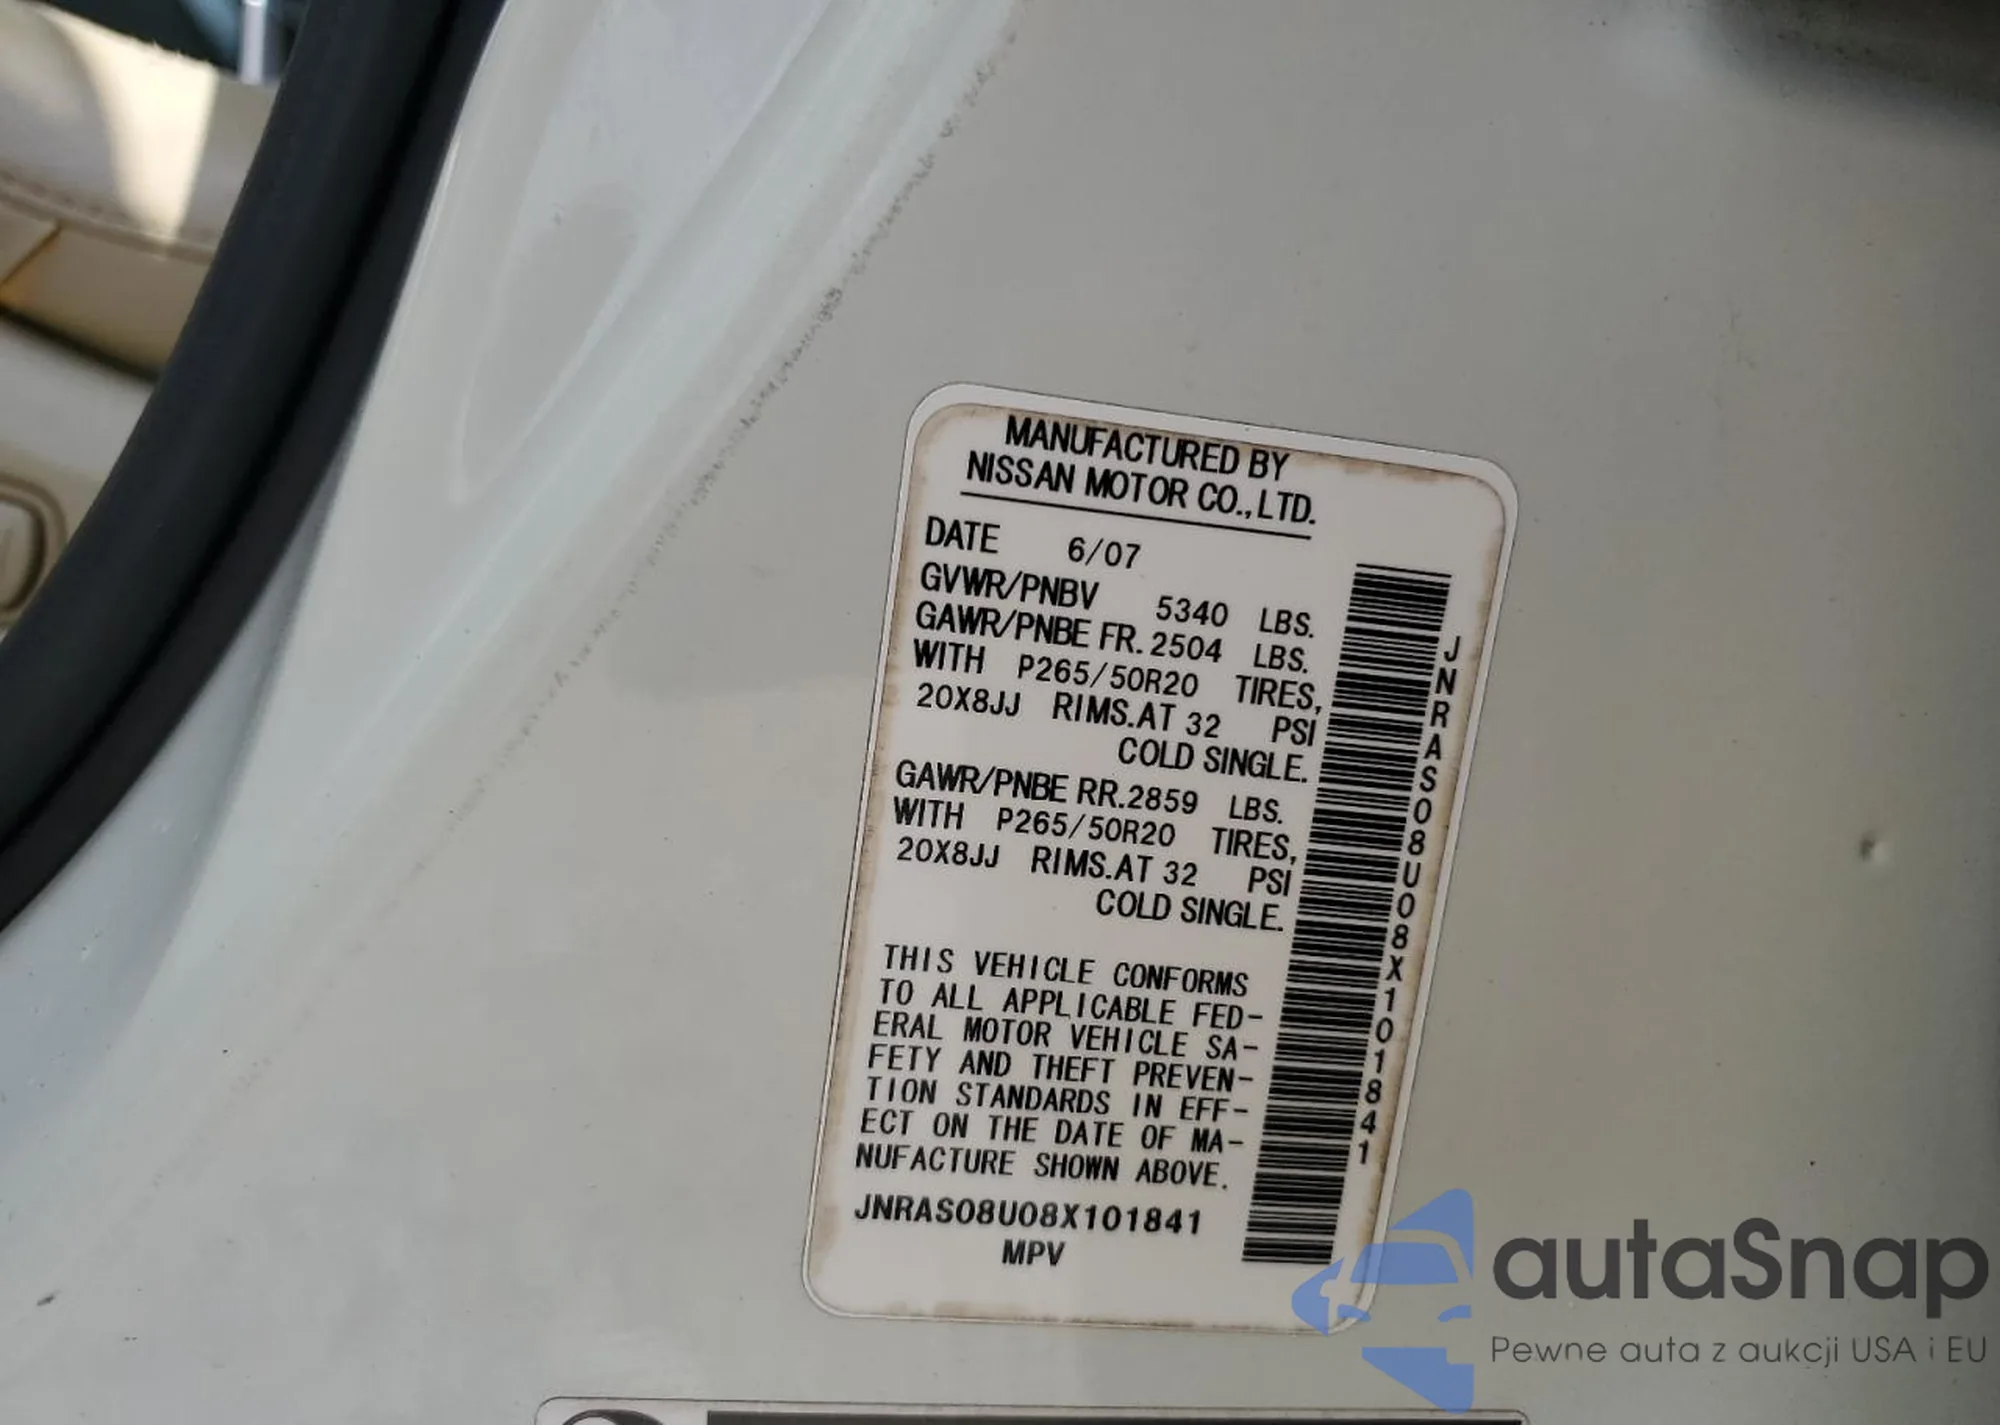 MANUFACTURED BY
NISSAN MOTOR CO., LTD.
DATE 6/07
GVWR/PNBV 5340 LBS.
GAWR/PNBE FR. 2504 LBS.
WITH P265/50R20 TIRES,
20X8JJ RIMS. AT 32 PSI
COLD SINGLE.
GAWR/PNBE RR. 2859 LBS.
WITH P265/50R20 TIRES,
20X8JJ RIMS. AT 32 PSI
COLD SINGLE.
THIS VEHICLE CONFORMS
TO ALL APPLICABLE FED-
ERAL MOTOR VEHICLE SA-
FETY AND THEFT PREVEN-
TION STANDARDS IN EFF-
ECT ON THE DATE OF MA-
NUFACTURE SHOWN ABOVE.
JNRAS08U08X101841
MPV
JNRAS08U08X101841
autaSnap
Pewne auta z aukcji USA i EU